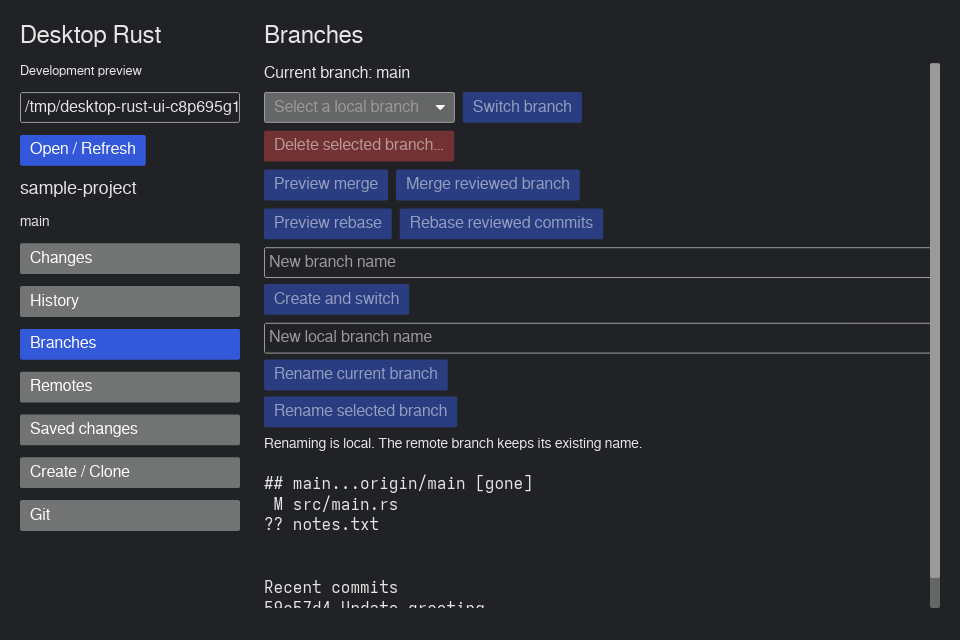 Desktop Rust
Development preview
/tmp/desktop-rust-ui-c8p695g1
Open / Refresh
sample-project
main
Changes
History
Branches
Remotes
Saved changes
Create / Clone
Git
Branches
Current branch: main
Select a local branch
Switch branch
Delete selected branch...
Preview merge
Merge reviewed branch
Preview rebase
Rebase reviewed commits
New branch name
Create and switch
New local branch name
Rename current branch
Rename selected branch
Renaming is local. The remote branch keeps its existing name.
## main...origin/main [gone]
 M src/main.rs
?? notes.txt
Recent commits
Update greeting